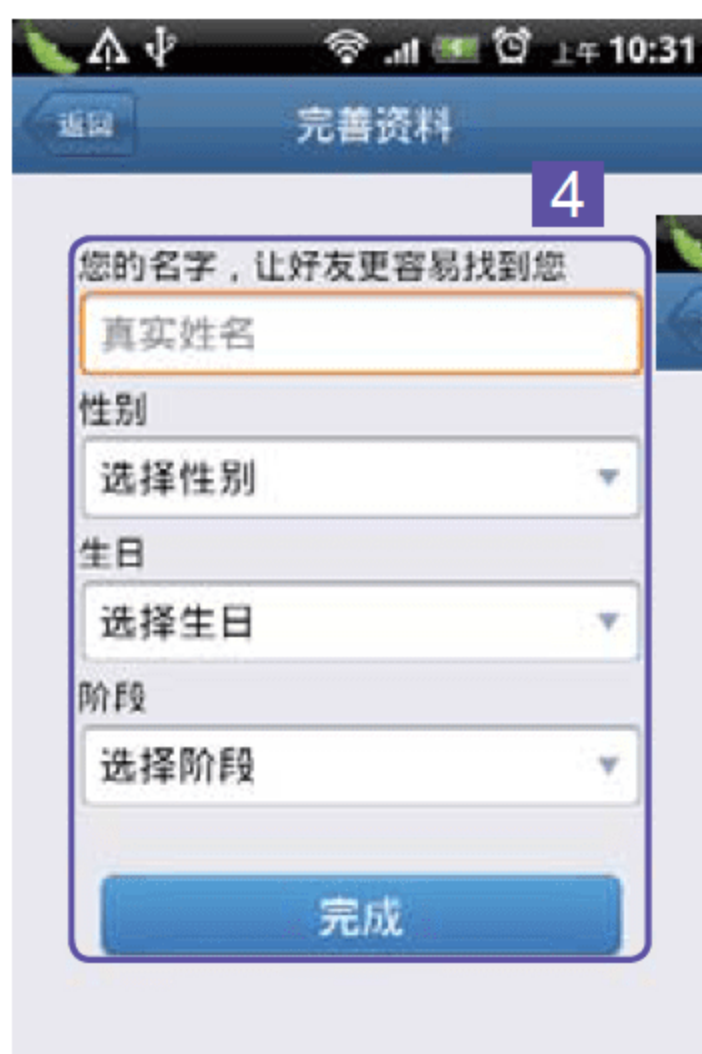 上午 10:31
返回 完善资料
4
您的名字，让好友更容易找到您
真实姓名
性别
选择性别
生日
选择生日
阶段
选择阶段
完成